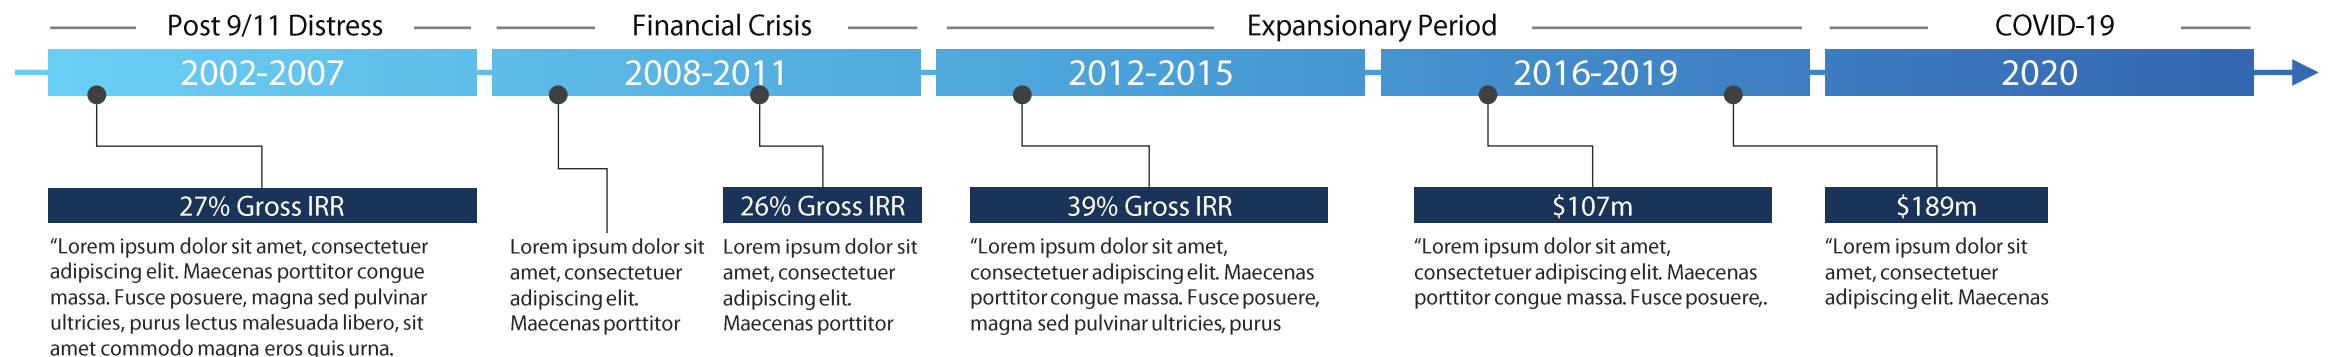 Post 9/11 Distress
Financial Crisis
Expansionary Period
COVID-19
2002-2007
2008-2011
2012-2015
2016-2019
2020
27% Gross IRR
“Lorem ipsum dolor sit amet, consectetuer
adipiscing elit. Maecenas porttitor congue
massa. Fusce posuere, magna sed pulvinar
ultricies, purus lectus malesuada libero, sit
amet commodo magna eros quis urna.
Lorem ipsum dolor sit
amet, consectetuer
adipiscing elit.
Maecenas porttitor
26% Gross IRR
Lorem ipsum dolor sit
amet, consectetuer
adipiscing elit.
Maecenas porttitor
39% Gross IRR
“Lorem ipsum dolor sit amet,
consectetuer adipiscing elit. Maecenas
porttitor congue massa. Fusce posuere,
magna sed pulvinar ultricies, purus
$107m
“Lorem ipsum dolor sit amet,
consectetuer adipiscing elit. Maecenas
porttitor congue massa. Fusce posuere,.
$189m
“Lorem ipsum dolor sit
amet, consectetuer
adipiscing elit. Maecenas